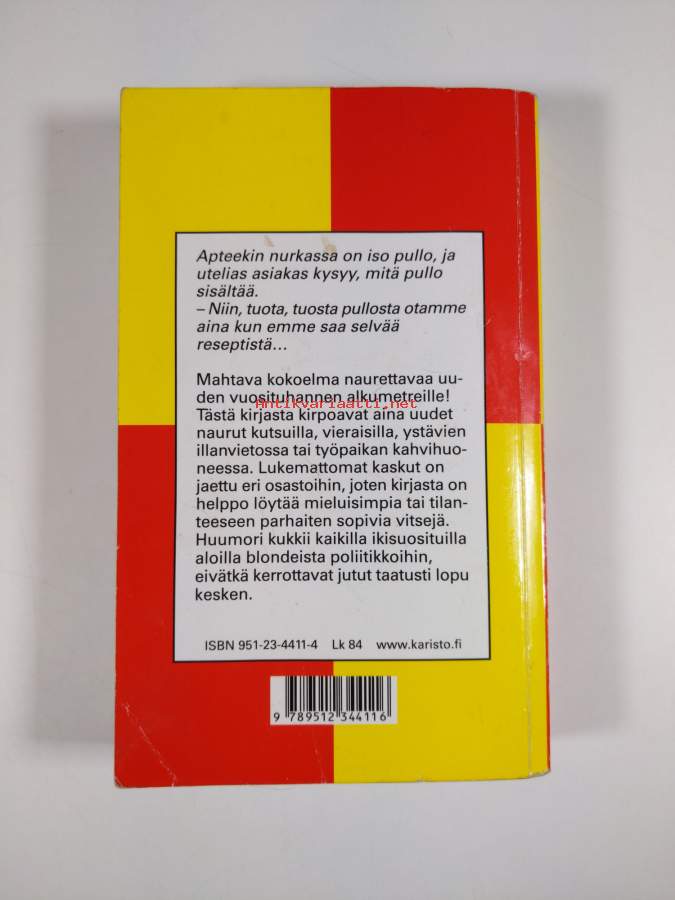 Apteekin nurkassa on iso pullo, ja
utelias asiakas kysyy, mitä pullo
sisältää.
– Niin, tuota, tuosta pullosta otamme
aina kun emme saa selvää
reseptistä...
Mahtava kokoelma naurettavaa uu-
den vuosituhannen alkumetreille!
Antikvariaatti.net
Tästä kirjasta kirpoavat aina uudet
naurut kutsuilla, vieraisilla, ystävien
illanvietossa tai työpaikan kahvihuo-
neessa. Lukemattomat kaskut on
jaettu eri osastoihin, joten kirjasta on
helppo löytää mieluisimpia tai tilan-
teeseen parhaiten sopivia vitsejä.
Huumori kukkii kaikilla ikisuosituilla
aloilla blondeista poliitikkoihin,
eivätkä kerrottavat jutut taatusti lopu
kesken.
ISBN 951-23-4411-4 Lk 84 www.karisto.fi
9 789512 344116